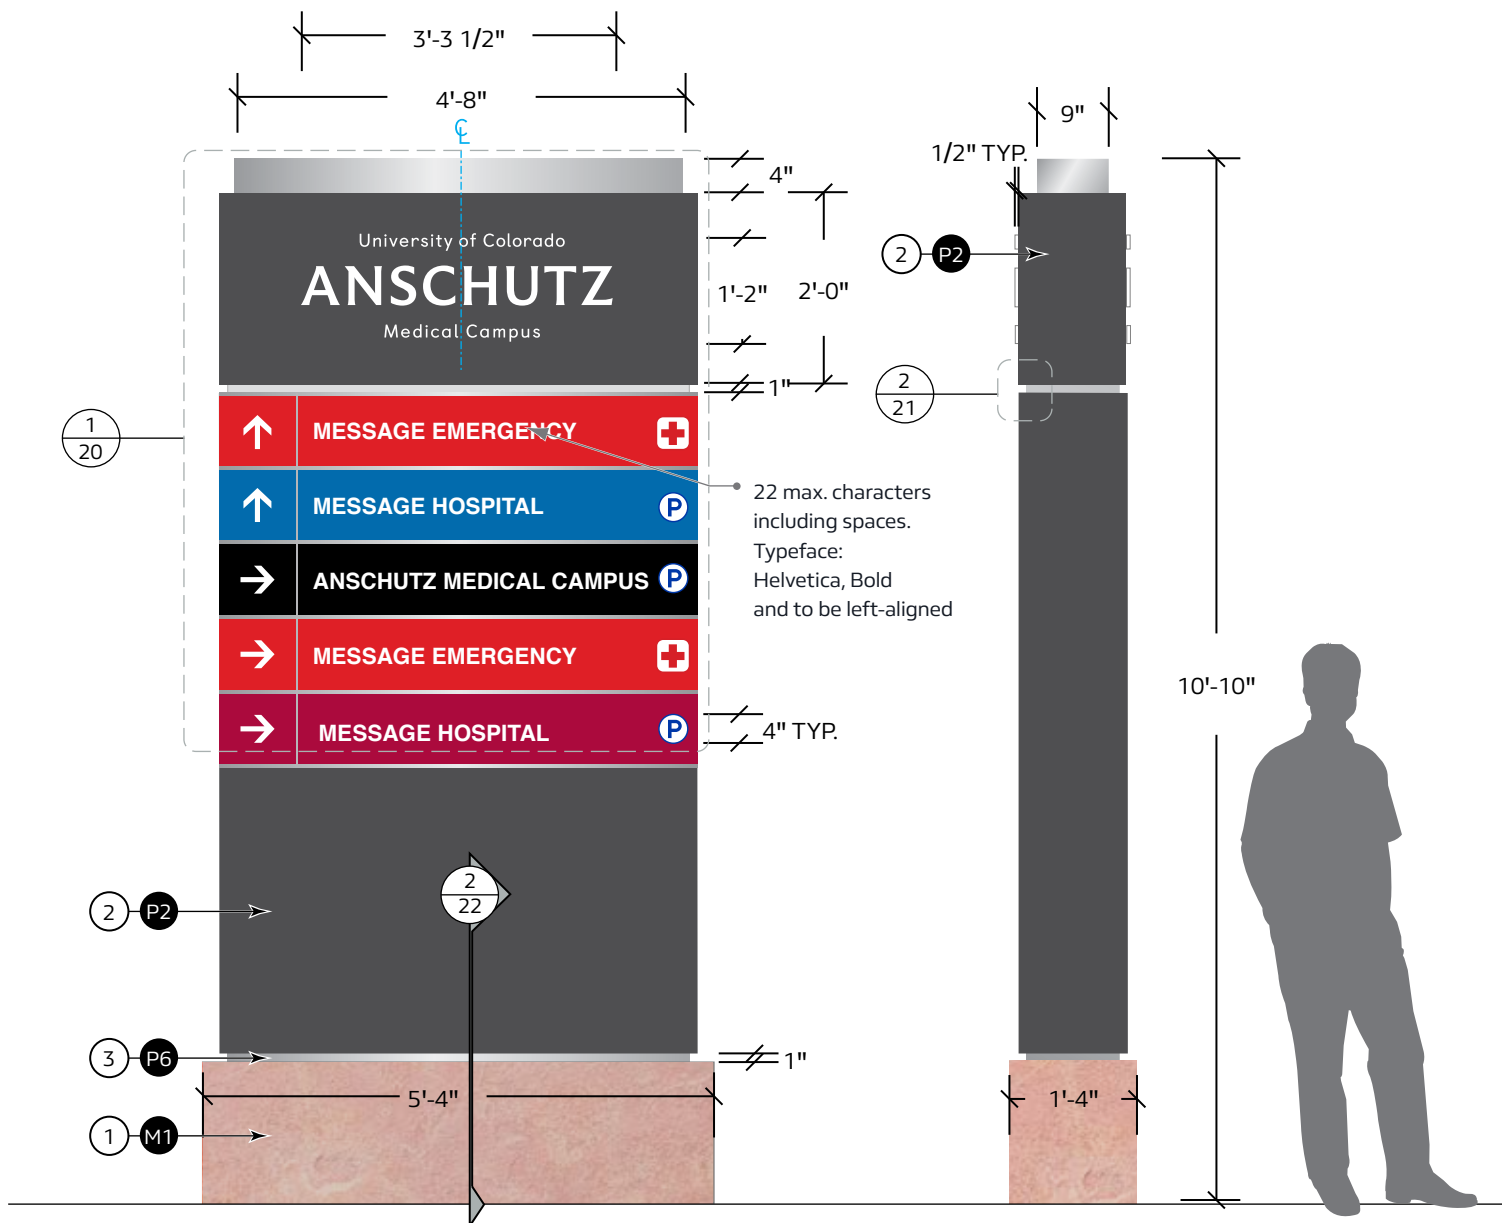 3'-3 1/2"
4'-8"
9"
℄
1/2" TYP.
4"
University of Colorado
ANSCHUTZ
Medical Campus
2 P2
1'-2"
2'-0"
1"
2
21
MESSAGE EMERGENCY
1
20
MESSAGE HOSPITAL
P
22 max. characters
including spaces.
Typeface:
Helvetica, Bold
and to be left-aligned
ANSCHUTZ MEDICAL CAMPUS
P
MESSAGE EMERGENCY
10'-10"
MESSAGE HOSPITAL
P
4" TYP.
2
22
2 P2
3 P6
1"
5'-4"
1'-4"
1 M1